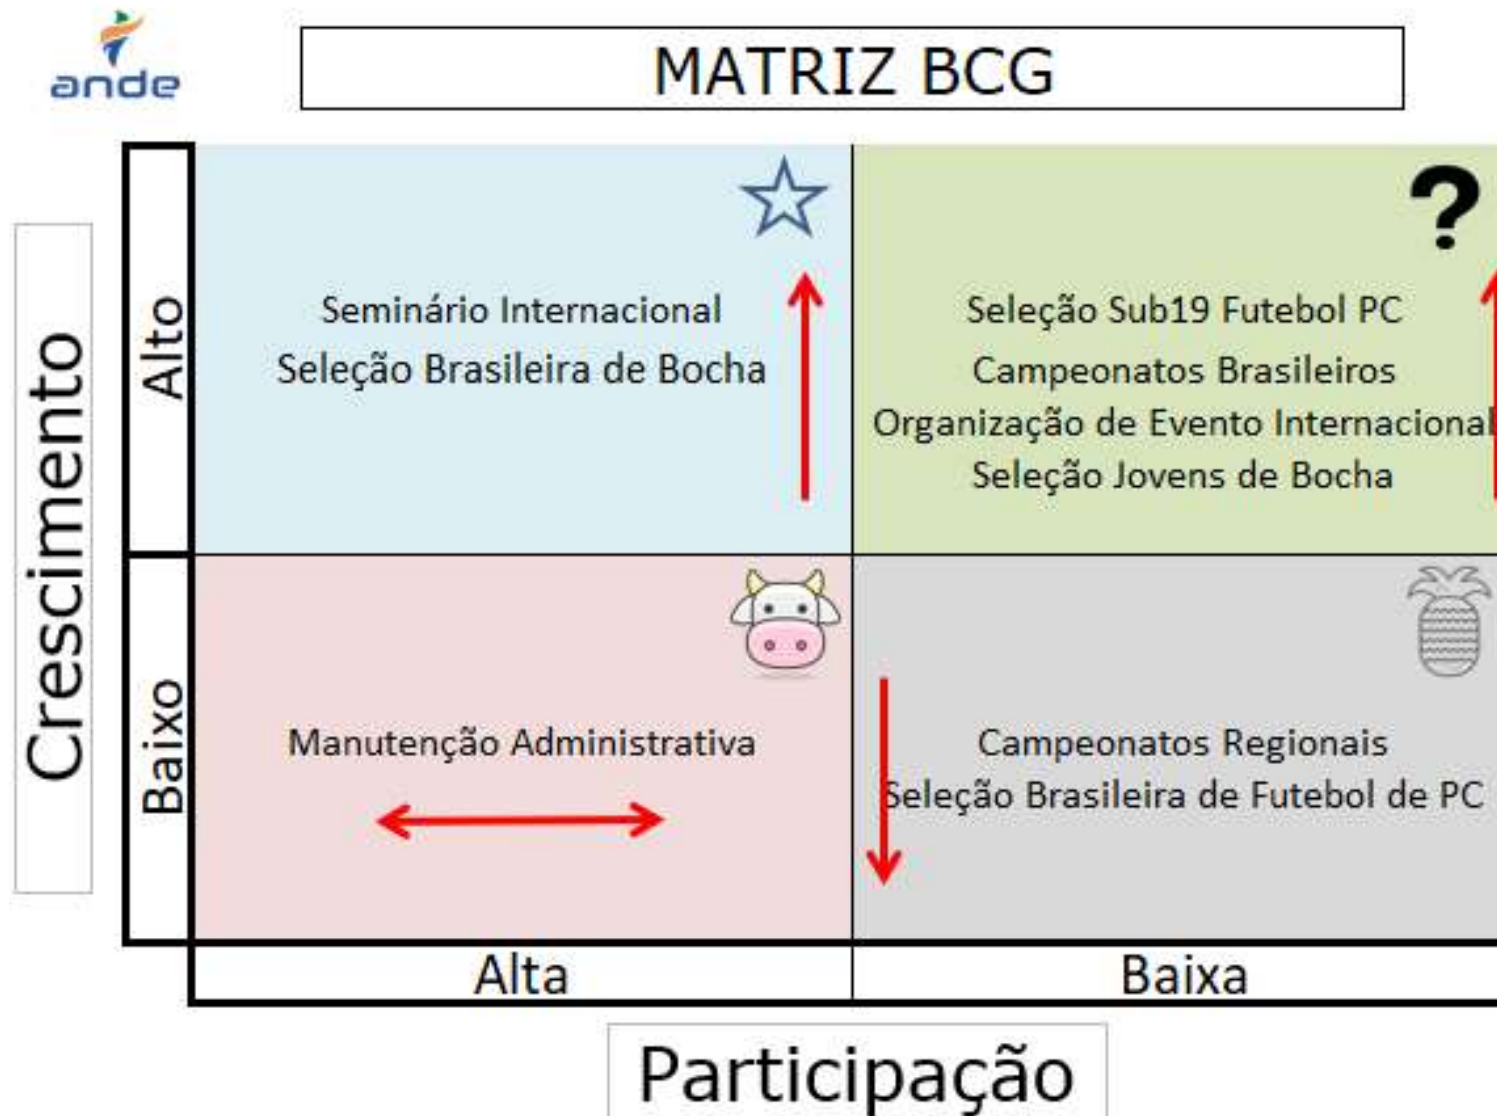 ande
MATRIZ BCG
Crescimento
Alto
Seminário Internacional
Seleção Brasileira de Bocha
?
Seleção Sub19 Futebol PC
Campeonatos Brasileiros
Organização de Evento Internacional
Seleção Jovens de Bocha
Baixo
Manutenção Administrativa
Campeonatos Regionais
Seleção Brasileira de Futebol de PC
Alta
Baixa
Participação